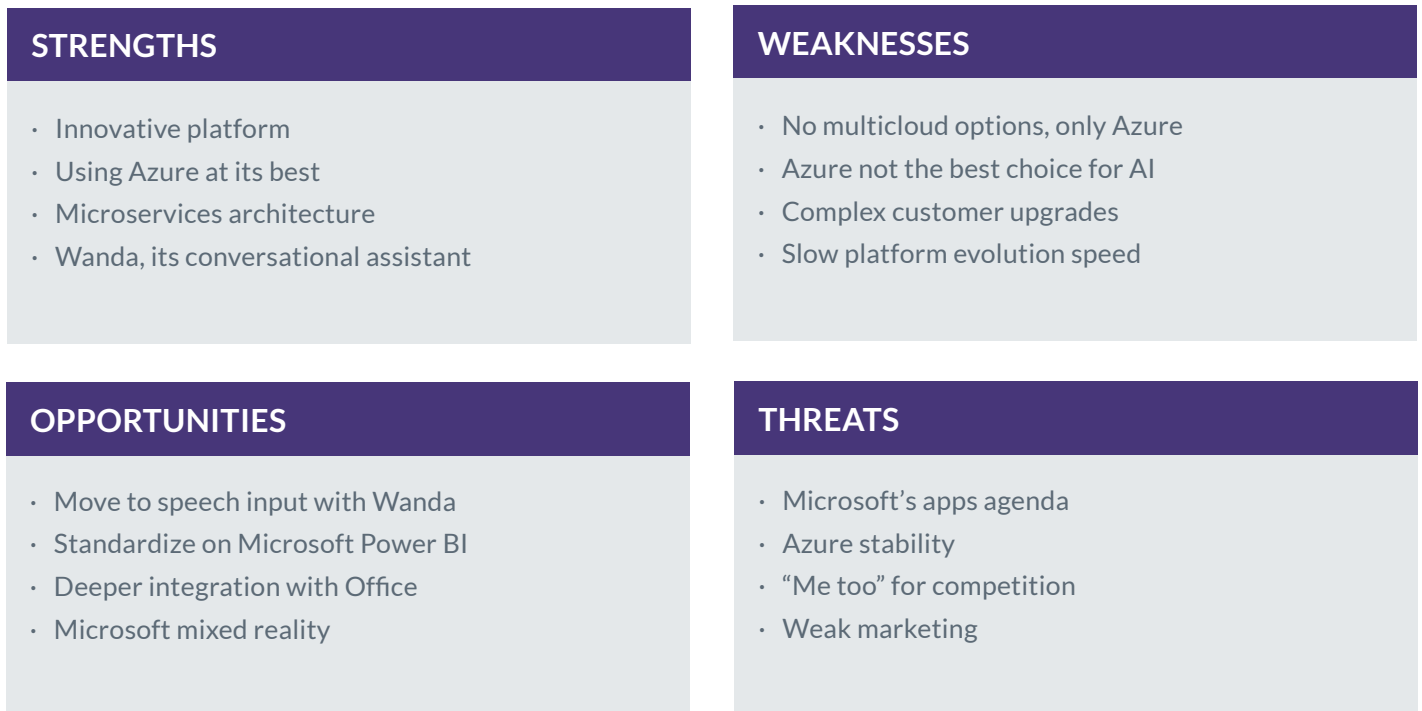 STRENGTHS
· Innovative platform
· Using Azure at its best
· Microservices architecture
· Wanda, its conversational assistant
WEAKNESSES
· No multicloud options, only Azure
· Azure not the best choice for AI
· Complex customer upgrades
· Slow platform evolution speed
OPPORTUNITIES
· Move to speech input with Wanda
· Standardize on Microsoft Power BI
· Deeper integration with Office
· Microsoft mixed reality
THREATS
· Microsoft’s apps agenda
· Azure stability
· “Me too” for competition
· Weak marketing